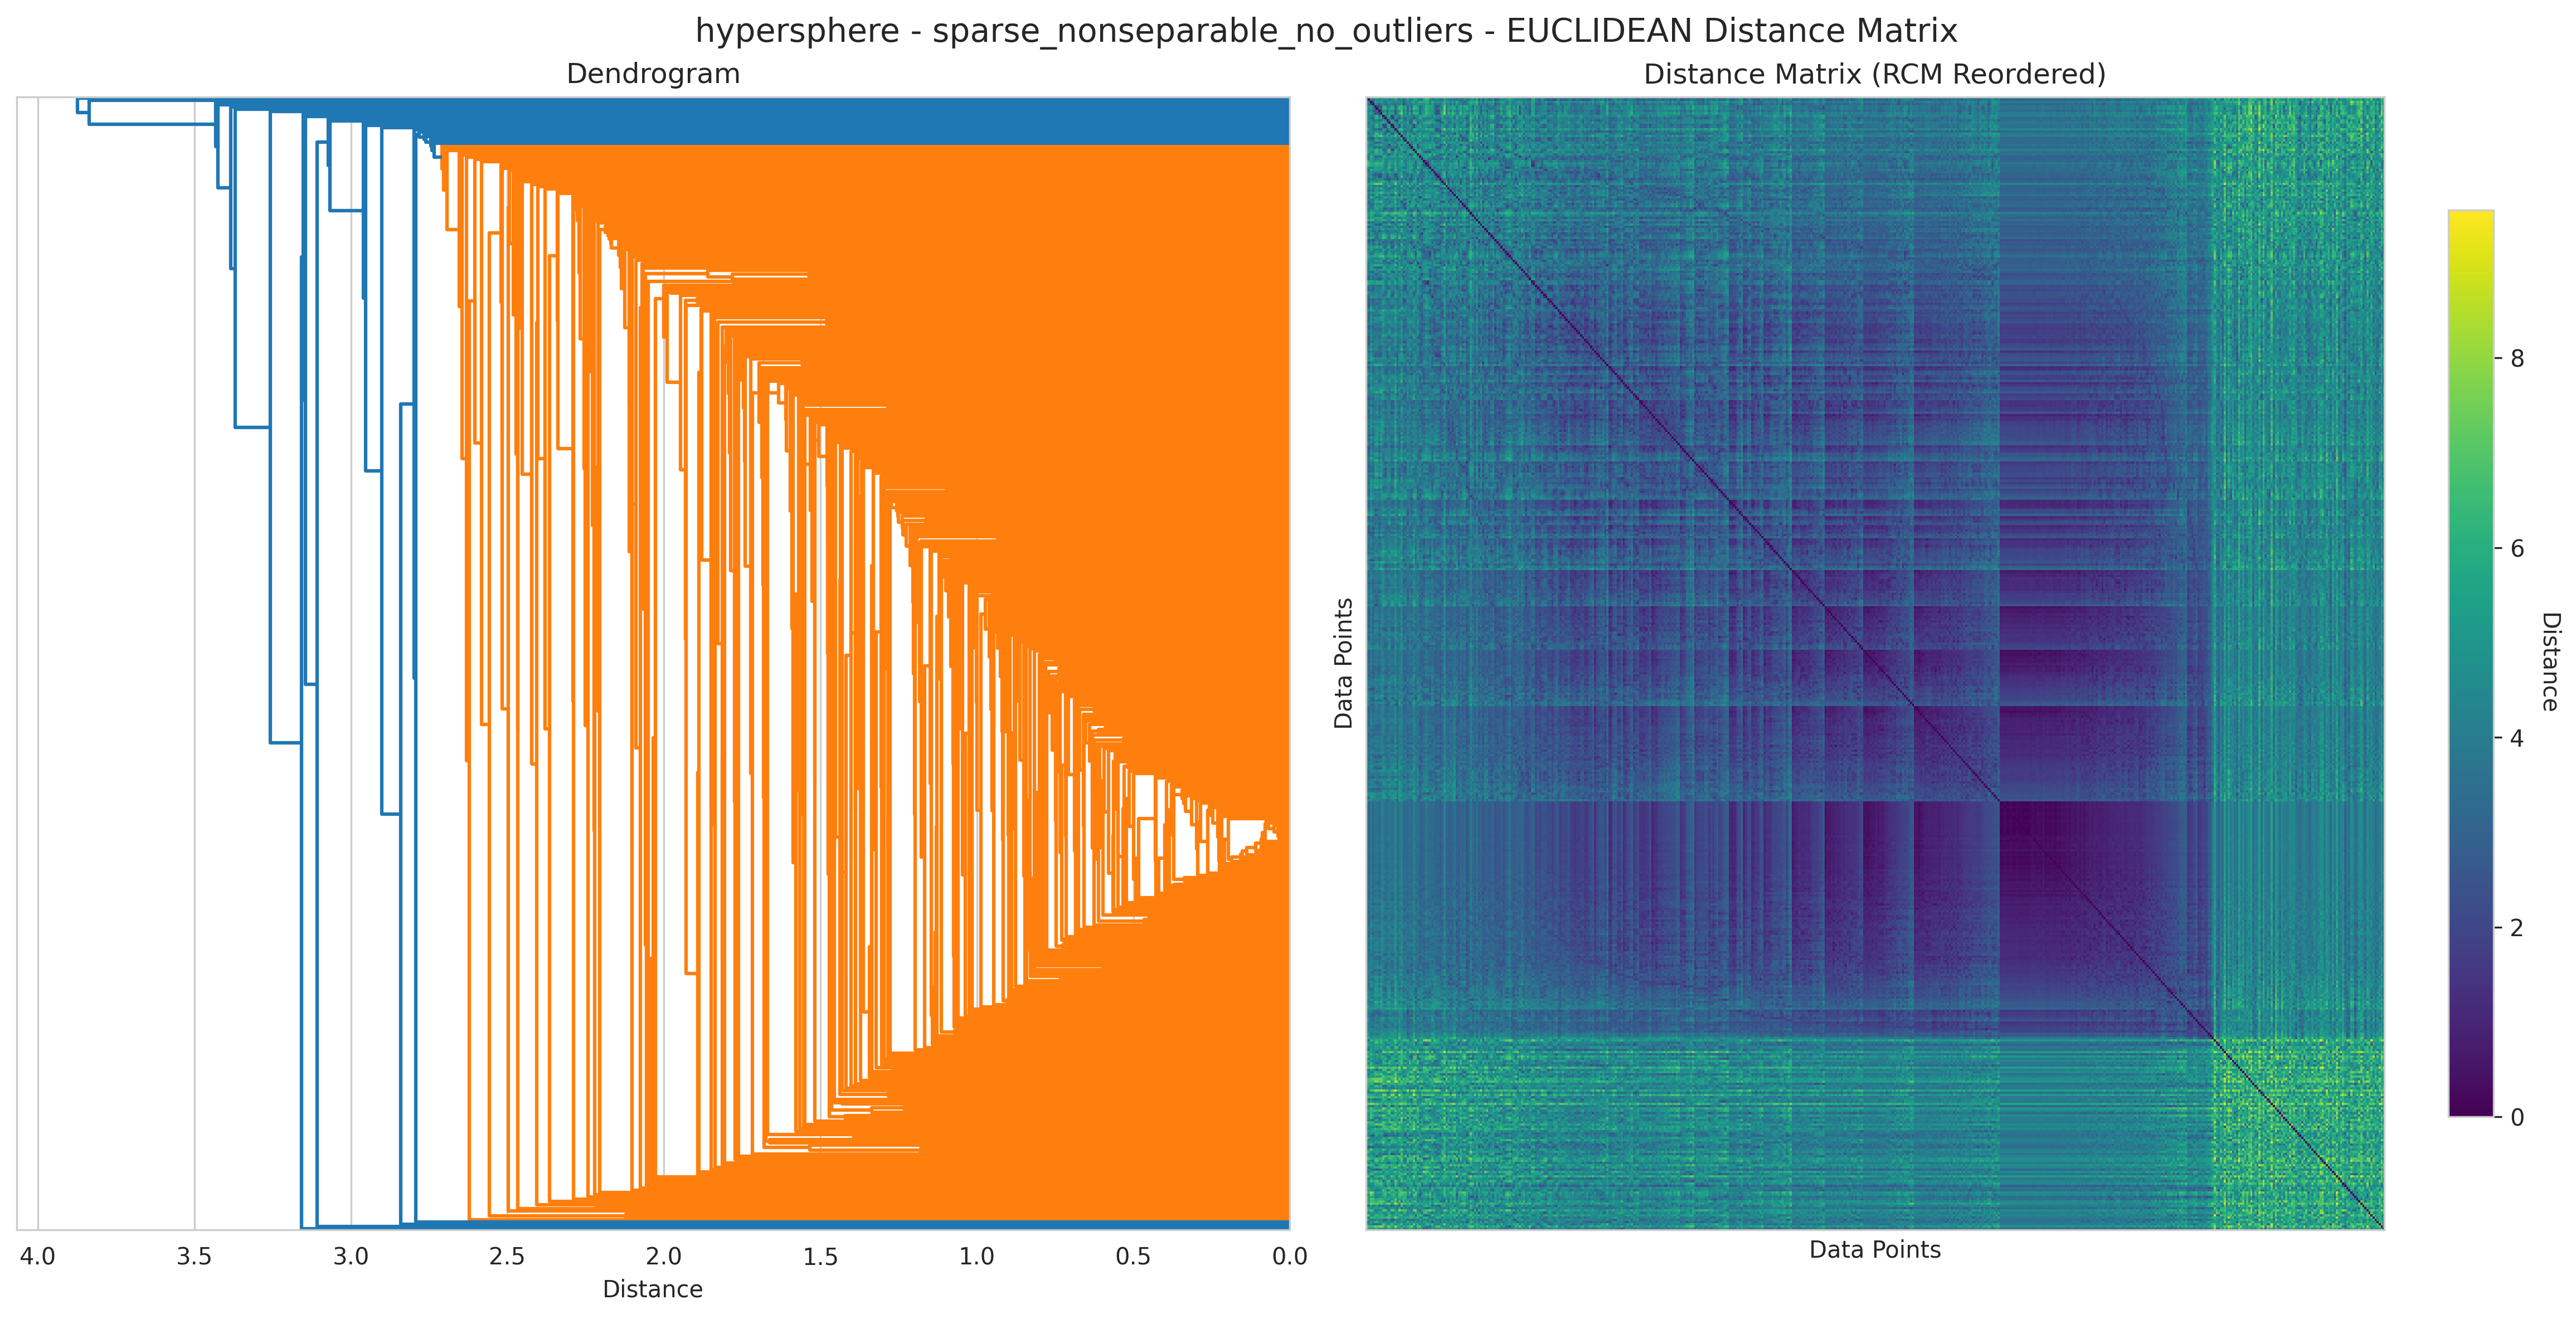 hypersphere - sparse_nonseparable_no_outliers - EUCLIDEAN Distance Matrix
Dendrogram
4.0 3.5 3.0 2.5 2.0 1.5 1.0 0.5 0.0
Distance
Distance Matrix (RCM Reordered)
Data Points
Data Points
8
6
4
2
0
Distance